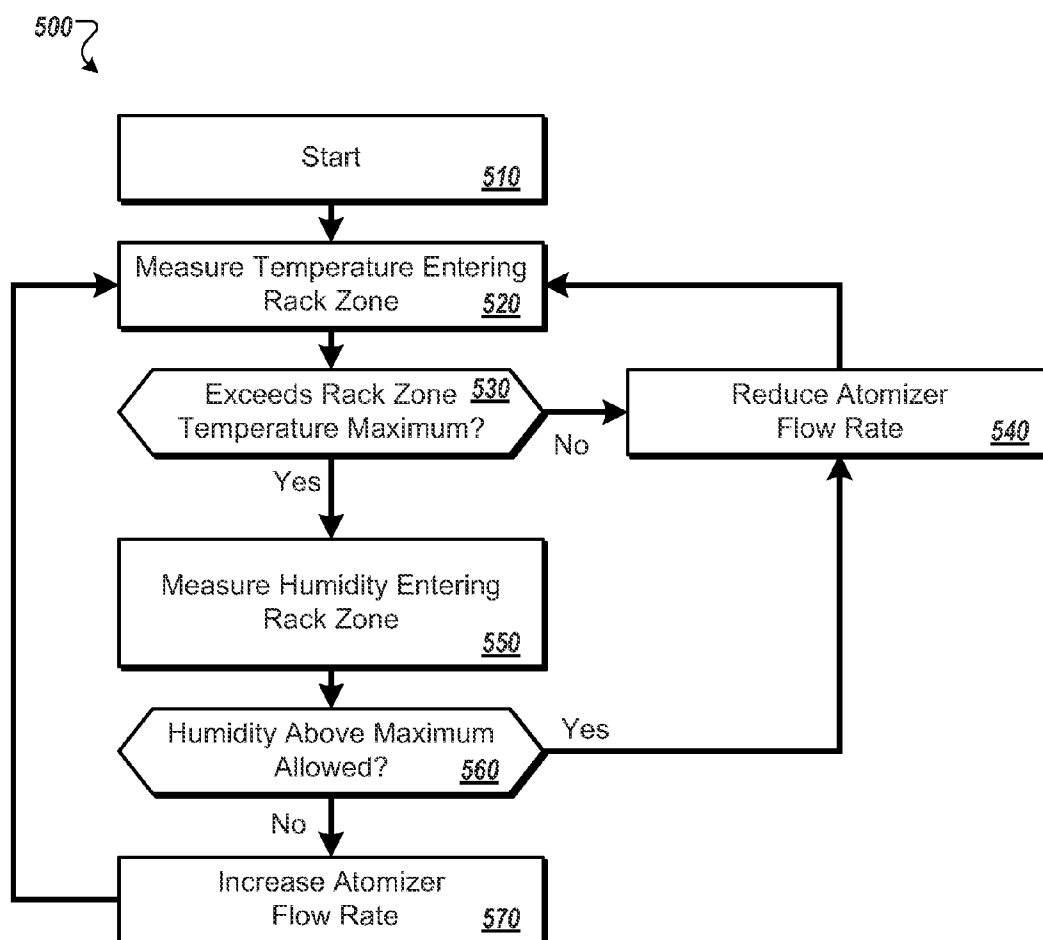 500
Start
510
Measure Temperature Entering
Rack Zone
520
Exceeds Rack Zone 530
Temperature Maximum?
No
Reduce Atomizer
Flow Rate
540
Yes
Measure Humidity Entering
Rack Zone
550
Humidity Above Maximum
Allowed?
560
Yes
No
Increase Atomizer
Flow Rate
570